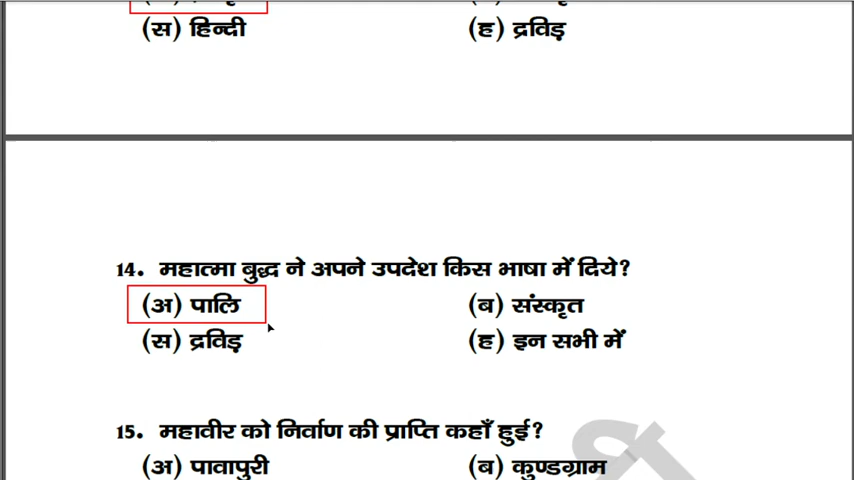 (स) हिन्दी (ह) द्रविड़
14. महात्मा बुद्ध ने अपने उपदेश किस भाषा में दिये?
(अ) पालि (ब) संस्कृत
(स) द्रविड़ (ह) इन सभी में
15. महावीर को निर्वाण की प्राप्ति कहाँ हुई?
(अ) पावापुरी (ब) कुण्डग्राम